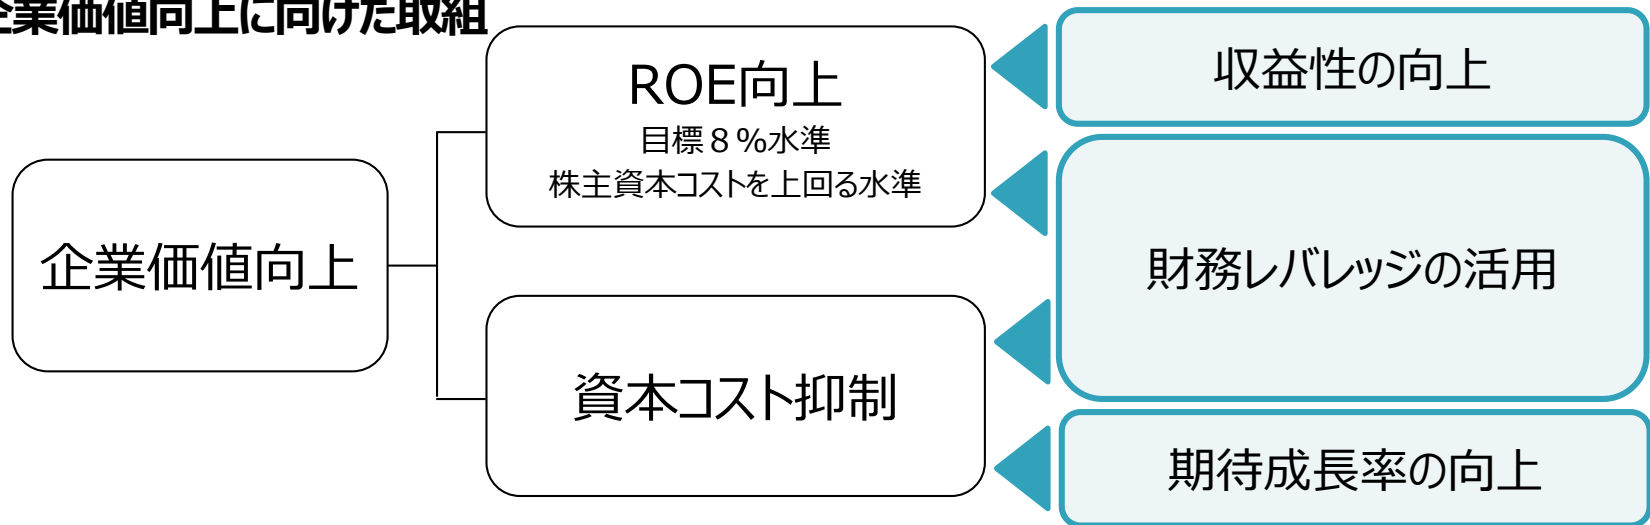 企業価値向上に向けた取組
企業価値向上
ROE向上
目標８％水準
株主資本コストを上回る水準
資本コスト抑制
収益性の向上
財務レバレッジの活用
期待成長率の向上